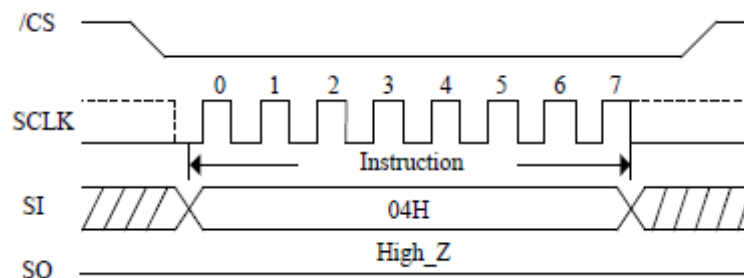 /CS
0 1 2 3 4 5 6 7
SCLK
Instruction
SI 04H
High_Z
SO